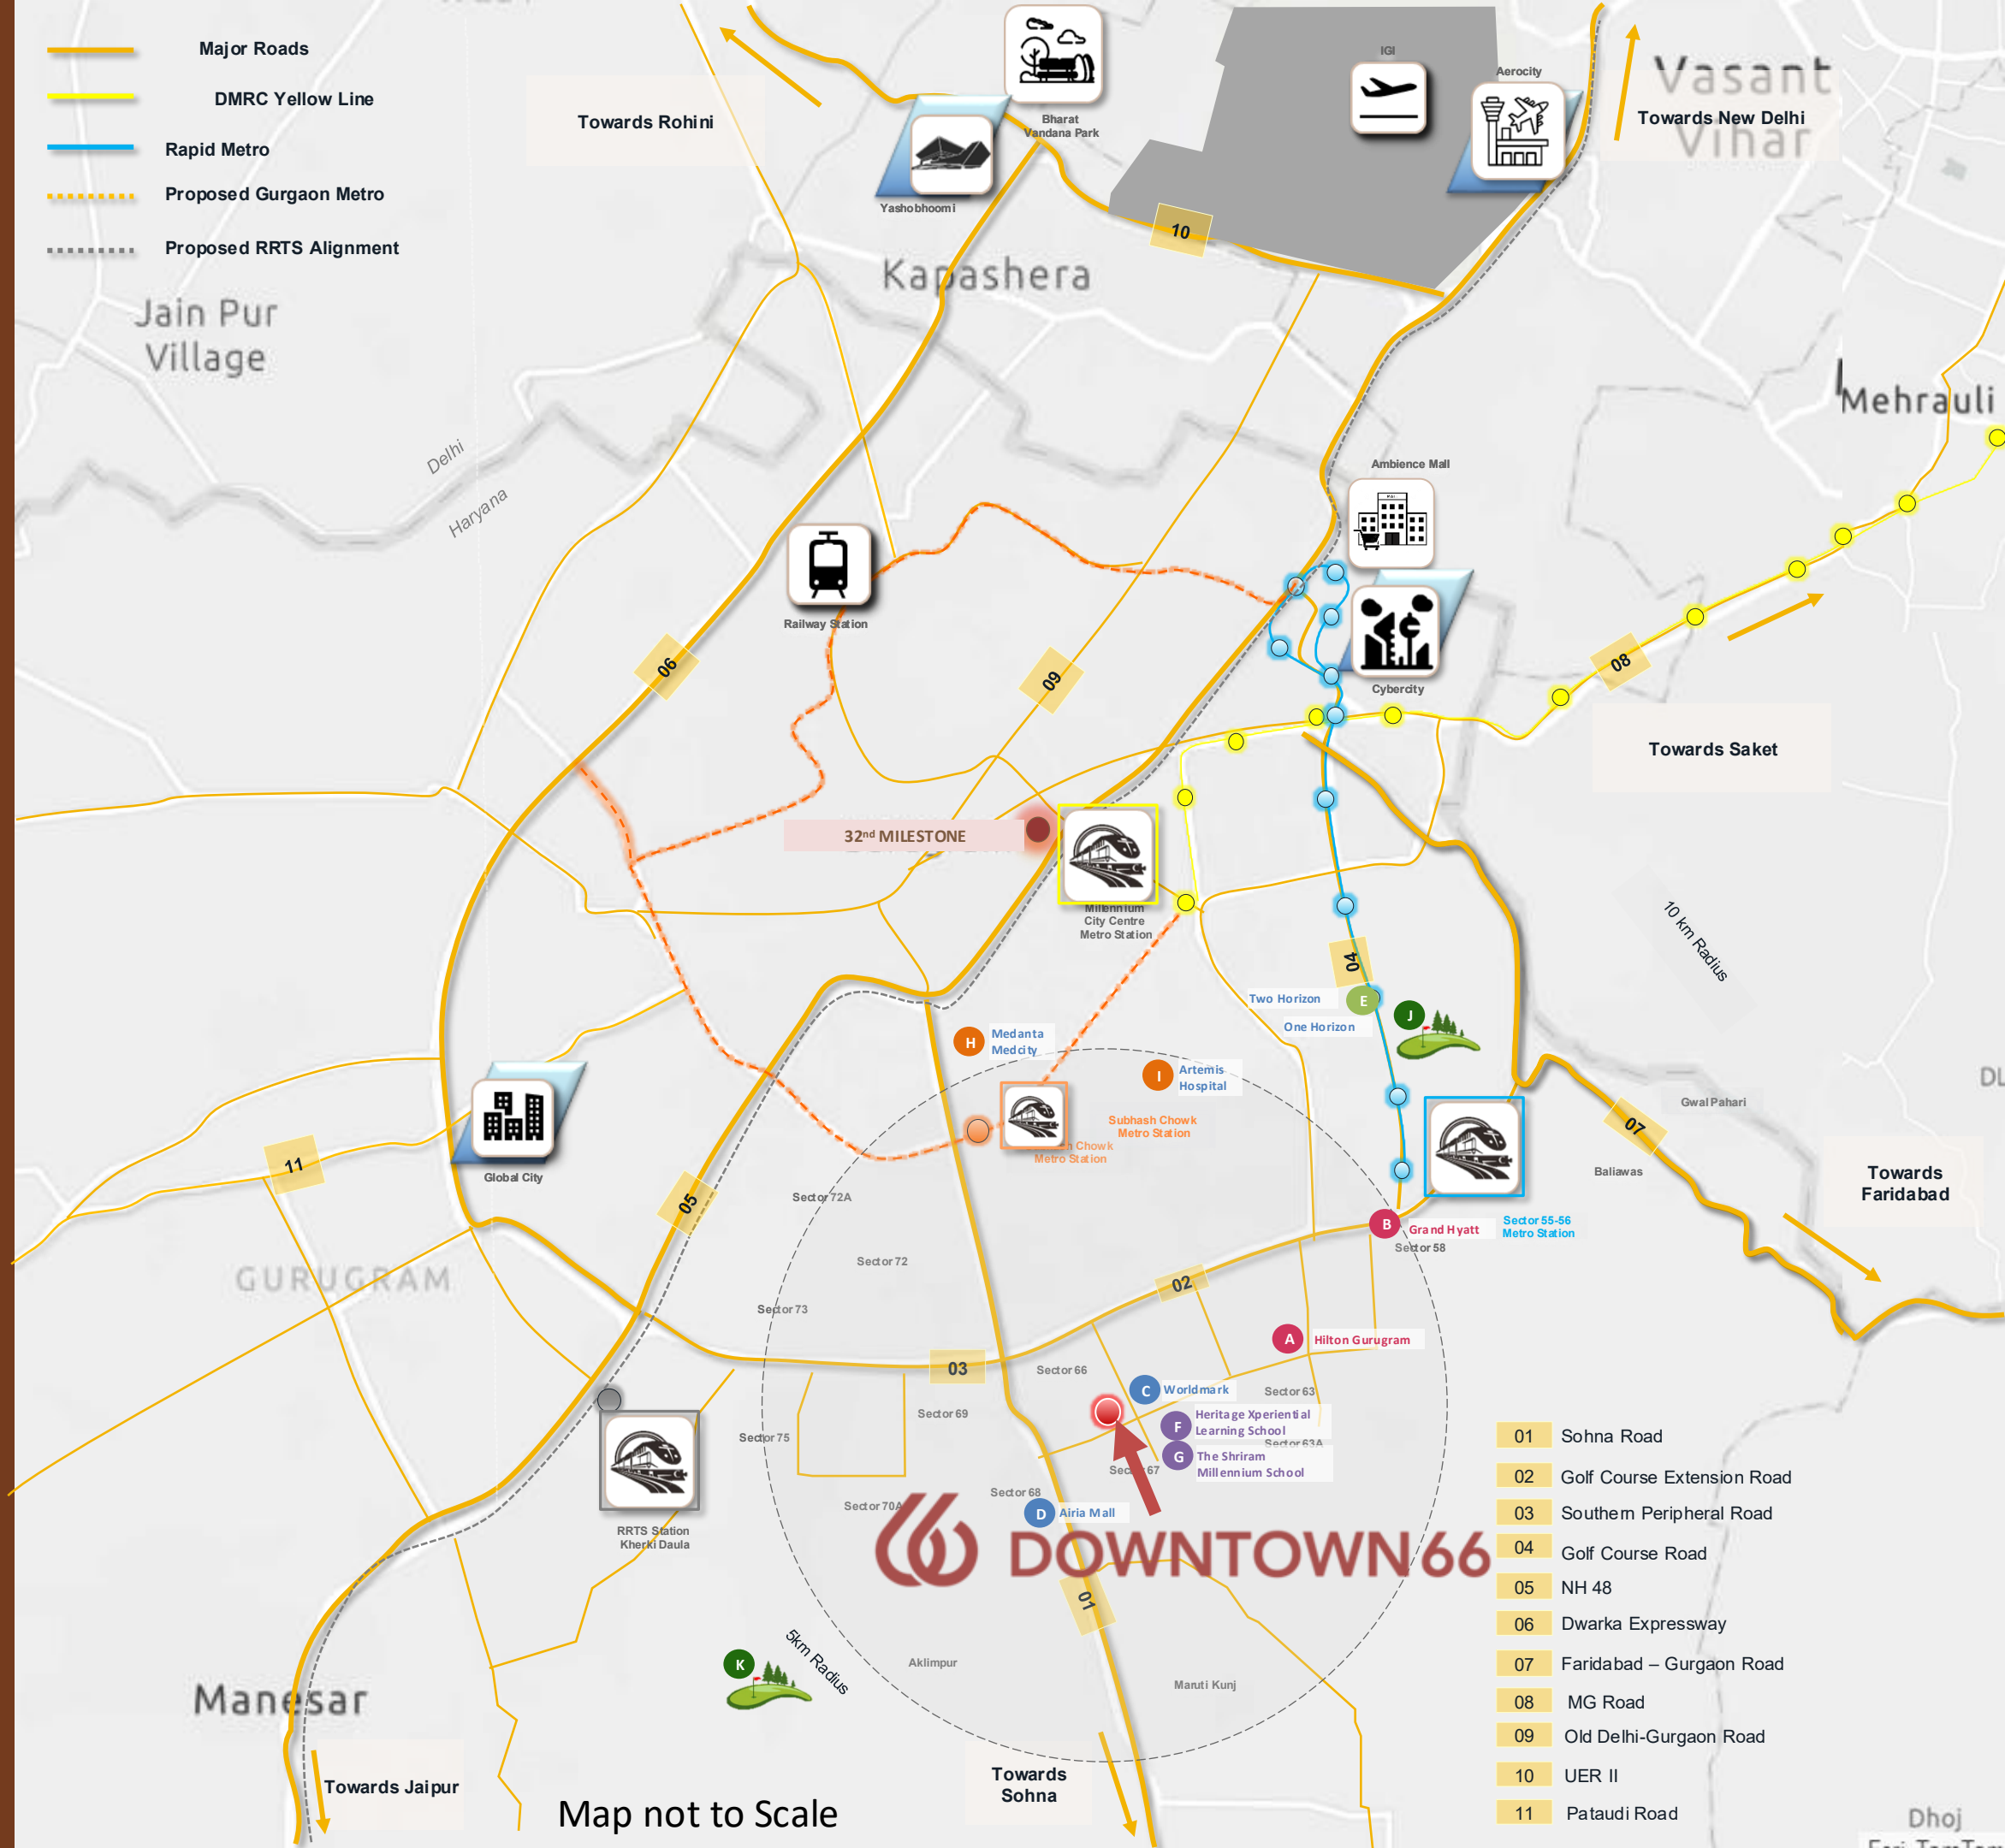 Major Roads
DMRC Yellow Line
Rapid Metro
Proposed Gurgaon Metro
Proposed RRTS Alignment
Towards Rohini
Bharat
Vandana Park
Yashobhoomi
IGI
Aerocity
Vasant
Vihar
Towards New Delhi
10
Kapashera
Jain Pur
Village
Delhi
Haryana
Mehrauli
Ambience Mall
Railway Station
Cybercity
06
09
08
Towards Saket
32nd MILESTONE
Millennium
City Centre
Metro Station
10 km Radius
04
Two Horizon
E
One Horizon
J
H
Medanta
Medcity
I
Artemis
Hospital
Subhash Chowk
Metro Station
Chowk
Metro Station
Gwal Pahari
07
Baliawas
Towards
Faridabad
11
Global City
05
Sector 72A
Sector 72
Sector 73
B
Grand Hyatt
Sector 55-56
Metro Station
Sector 58
GURUGRAM
02
A
Hilton Gurugram
03
Sector 66
C
Worldmark
Sector 63
F
Heritage Xperiential
Learning School
Sector 63A
G
The Shriram
Millennium School
Sector 69
Sector 75
67
Sector 68
Sector 70A
D
Airia Mall
DOWNTOWN66
RRTS Station
Kherki Daula
01
K
5km Radius
Aklimpur
Maruti Kunj
Manesar
Towards Jaipur
Towards
Sohna
Map not to Scale
01 Sohna Road
02 Golf Course Extension Road
03 Southern Peripheral Road
04 Golf Course Road
05 NH 48
06 Dwarka Expressway
07 Faridabad – Gurgaon Road
08 MG Road
09 Old Delhi-Gurgaon Road
10 UER II
11 Pataudi Road
Dhoj